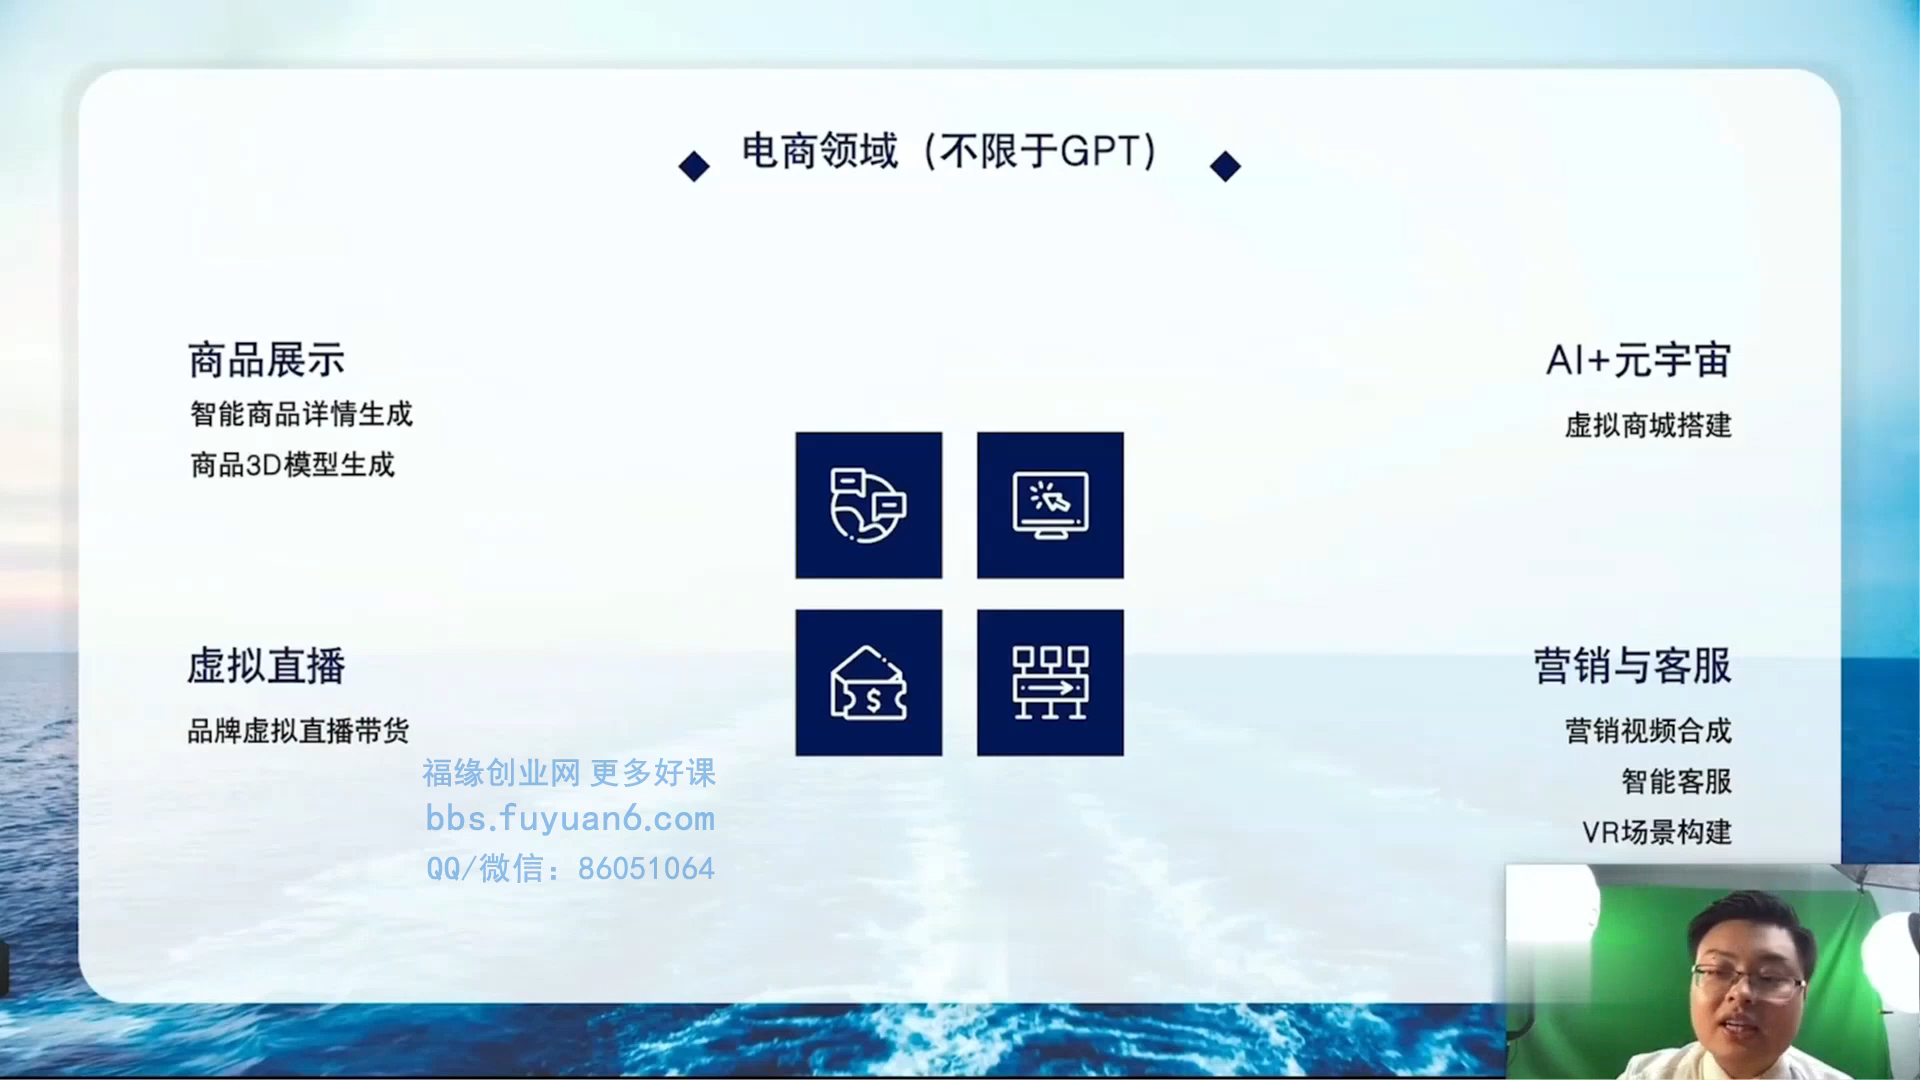 电商领域（不限于GPT）
商品展示
智能商品详情生成
商品3D模型生成
AI+元宇宙
虚拟商城搭建
虚拟直播
品牌虚拟直播带货
营销与客服
营销视频合成
智能客服
VR场景构建
福缘创业网 更多好课
bbs.fuyuan6.com
QQ/微信：86051064
$